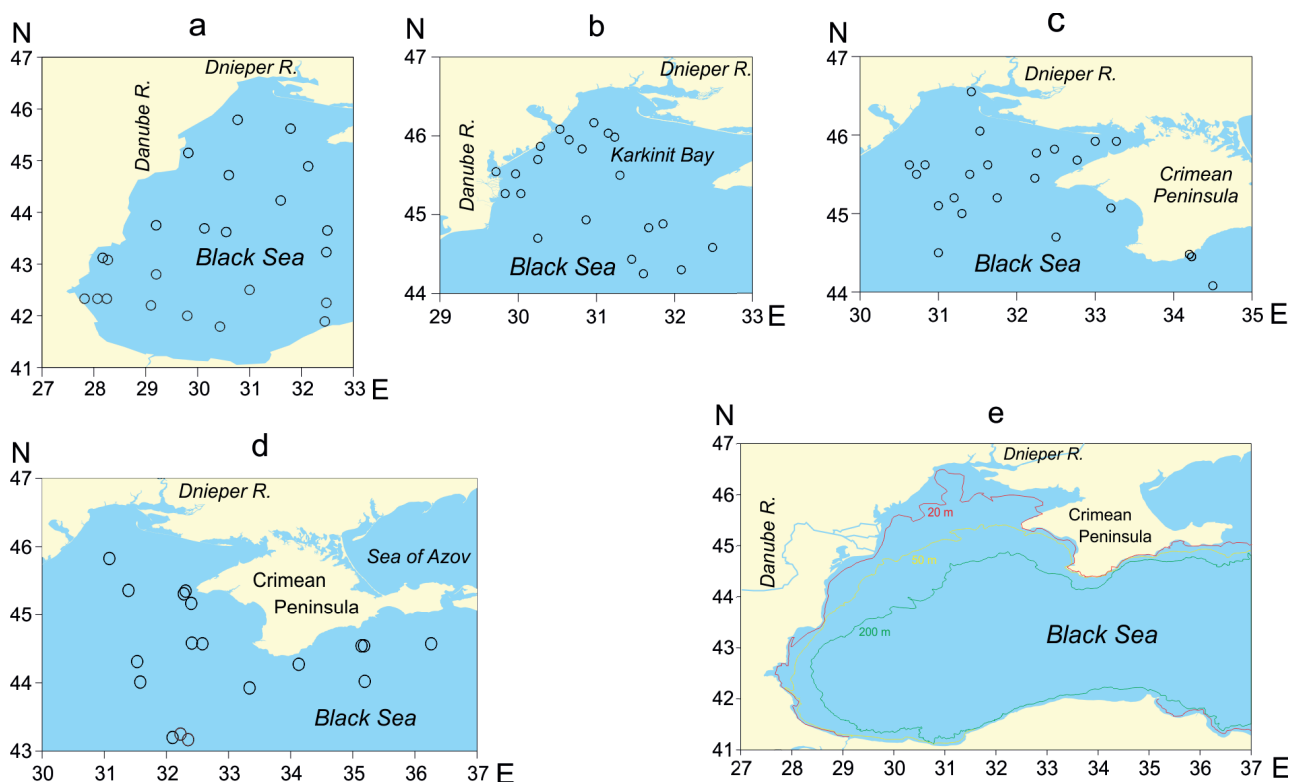 a
N
47
46
45
44
43
42
41
27 28 29 30 31 32 33 E
Dnieper R.
Danube R.
Black Sea
b
N
47
46
45
44
29 30 31 32 33 E
Dnieper R.
Danube R.
Karkinit Bay
Black Sea
c
N
47
46
45
44
30 31 32 33 34 35 E
Dnieper R.
Crimean
Peninsula
Black Sea
d
N
47
46
45
44
43
30 31 32 33 34 35 36 37 E
Dnieper R.
Sea of Azov
Crimean
Peninsula
Black Sea
e
N
47
46
45
44
43
42
41
27 28 29 30 31 32 33 34 35 36 37 E
Dnieper R.
Danube R.
20 m
Crimean
Peninsula
50 m
200 m
Black Sea